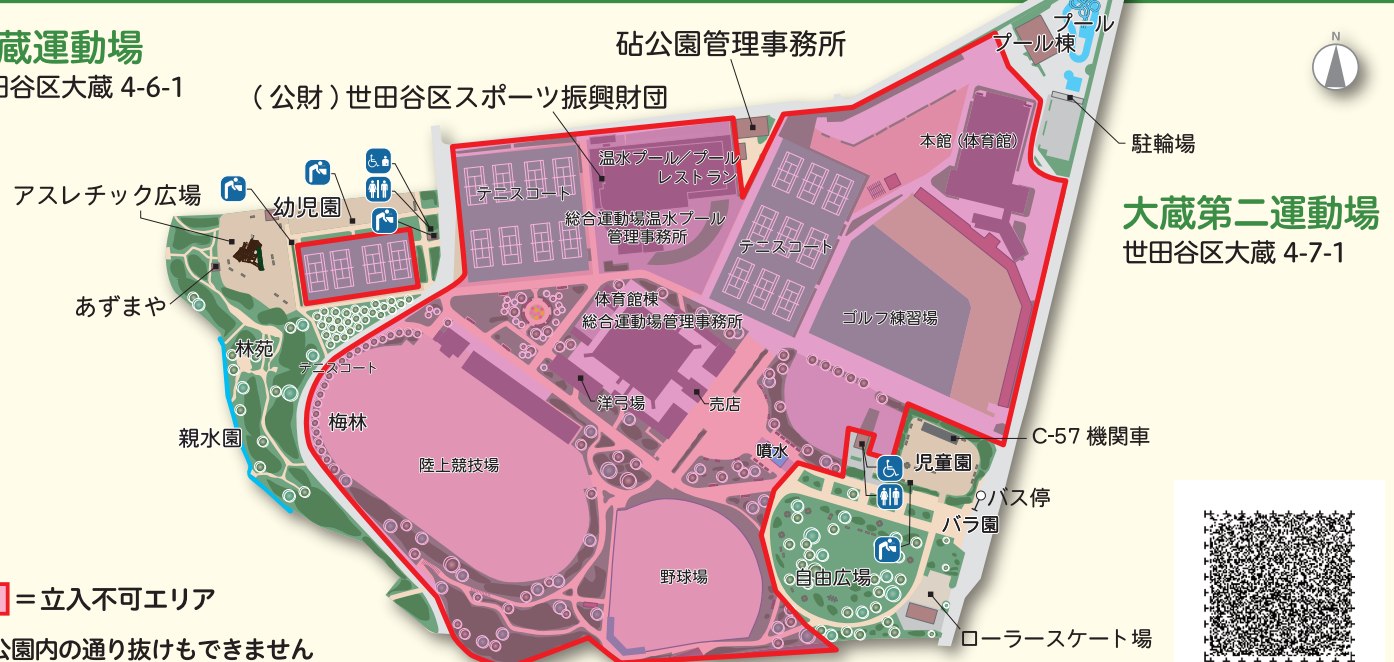 蔵運動場
田谷区大蔵 4-6-1
砧公園管理事務所
(公財)世田谷区スポーツ振興財団
プール
プール棟
N
駐輪場
本館(体育館)
温水プール/プール
レストラン
テニスコート
総合運動場温水プール
管理事務所
テニスコート
大蔵第二運動場
世田谷区大蔵 4-7-1
アスレチック広場
幼児園
あずまや
体育館棟
総合運動場管理事務所
ゴルフ練習場
林苑
テニスコート
洋弓場
売店
梅林
親水園
陸上競技場
噴水
C-57 機関車
児童園
バス停
バラ園
野球場
自由広場
ローラースケート場
=立入不可エリア
公園内の通り抜けもできません